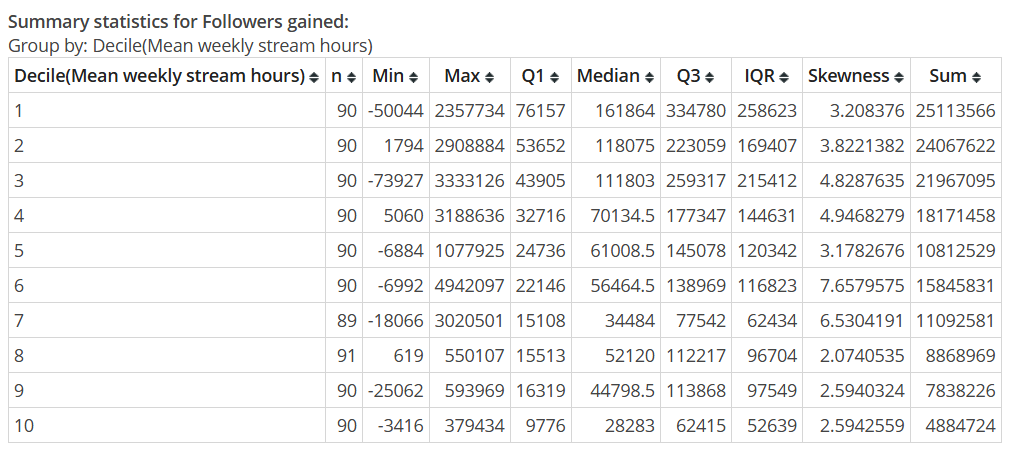 Summary statistics for Followers gained:
Group by: Decile(Mean weekly stream hours)
Decile(Mean weekly stream hours) n Min Max Q1 Median Q3 IQR Skewness Sum
1 90 -50044 2357734 76157 161864 334780 258623 3.208376 25113566
2 90 1794 2908884 53652 118075 223059 169407 3.8221382 24067622
3 90 -73927 3333126 43905 111803 259317 215412 4.8287635 21967095
4 90 5060 3188636 32716 70134.5 177347 144631 4.9468279 18171458
5 90 -6884 1077925 24736 61008.5 145078 120342 3.1782676 10812529
6 90 -6992 4942097 22146 56464.5 138969 116823 7.6579575 15845831
7 89 -18066 3020501 15108 34484 77542 62434 6.5304191 11092581
8 91 619 550107 15513 52120 112217 96704 2.0740535 8868969
9 90 -25062 593969 16319 44798.5 113868 97549 2.5940324 7838226
10 90 -3416 379434 9776 28283 62415 52639 2.5942559 4884724